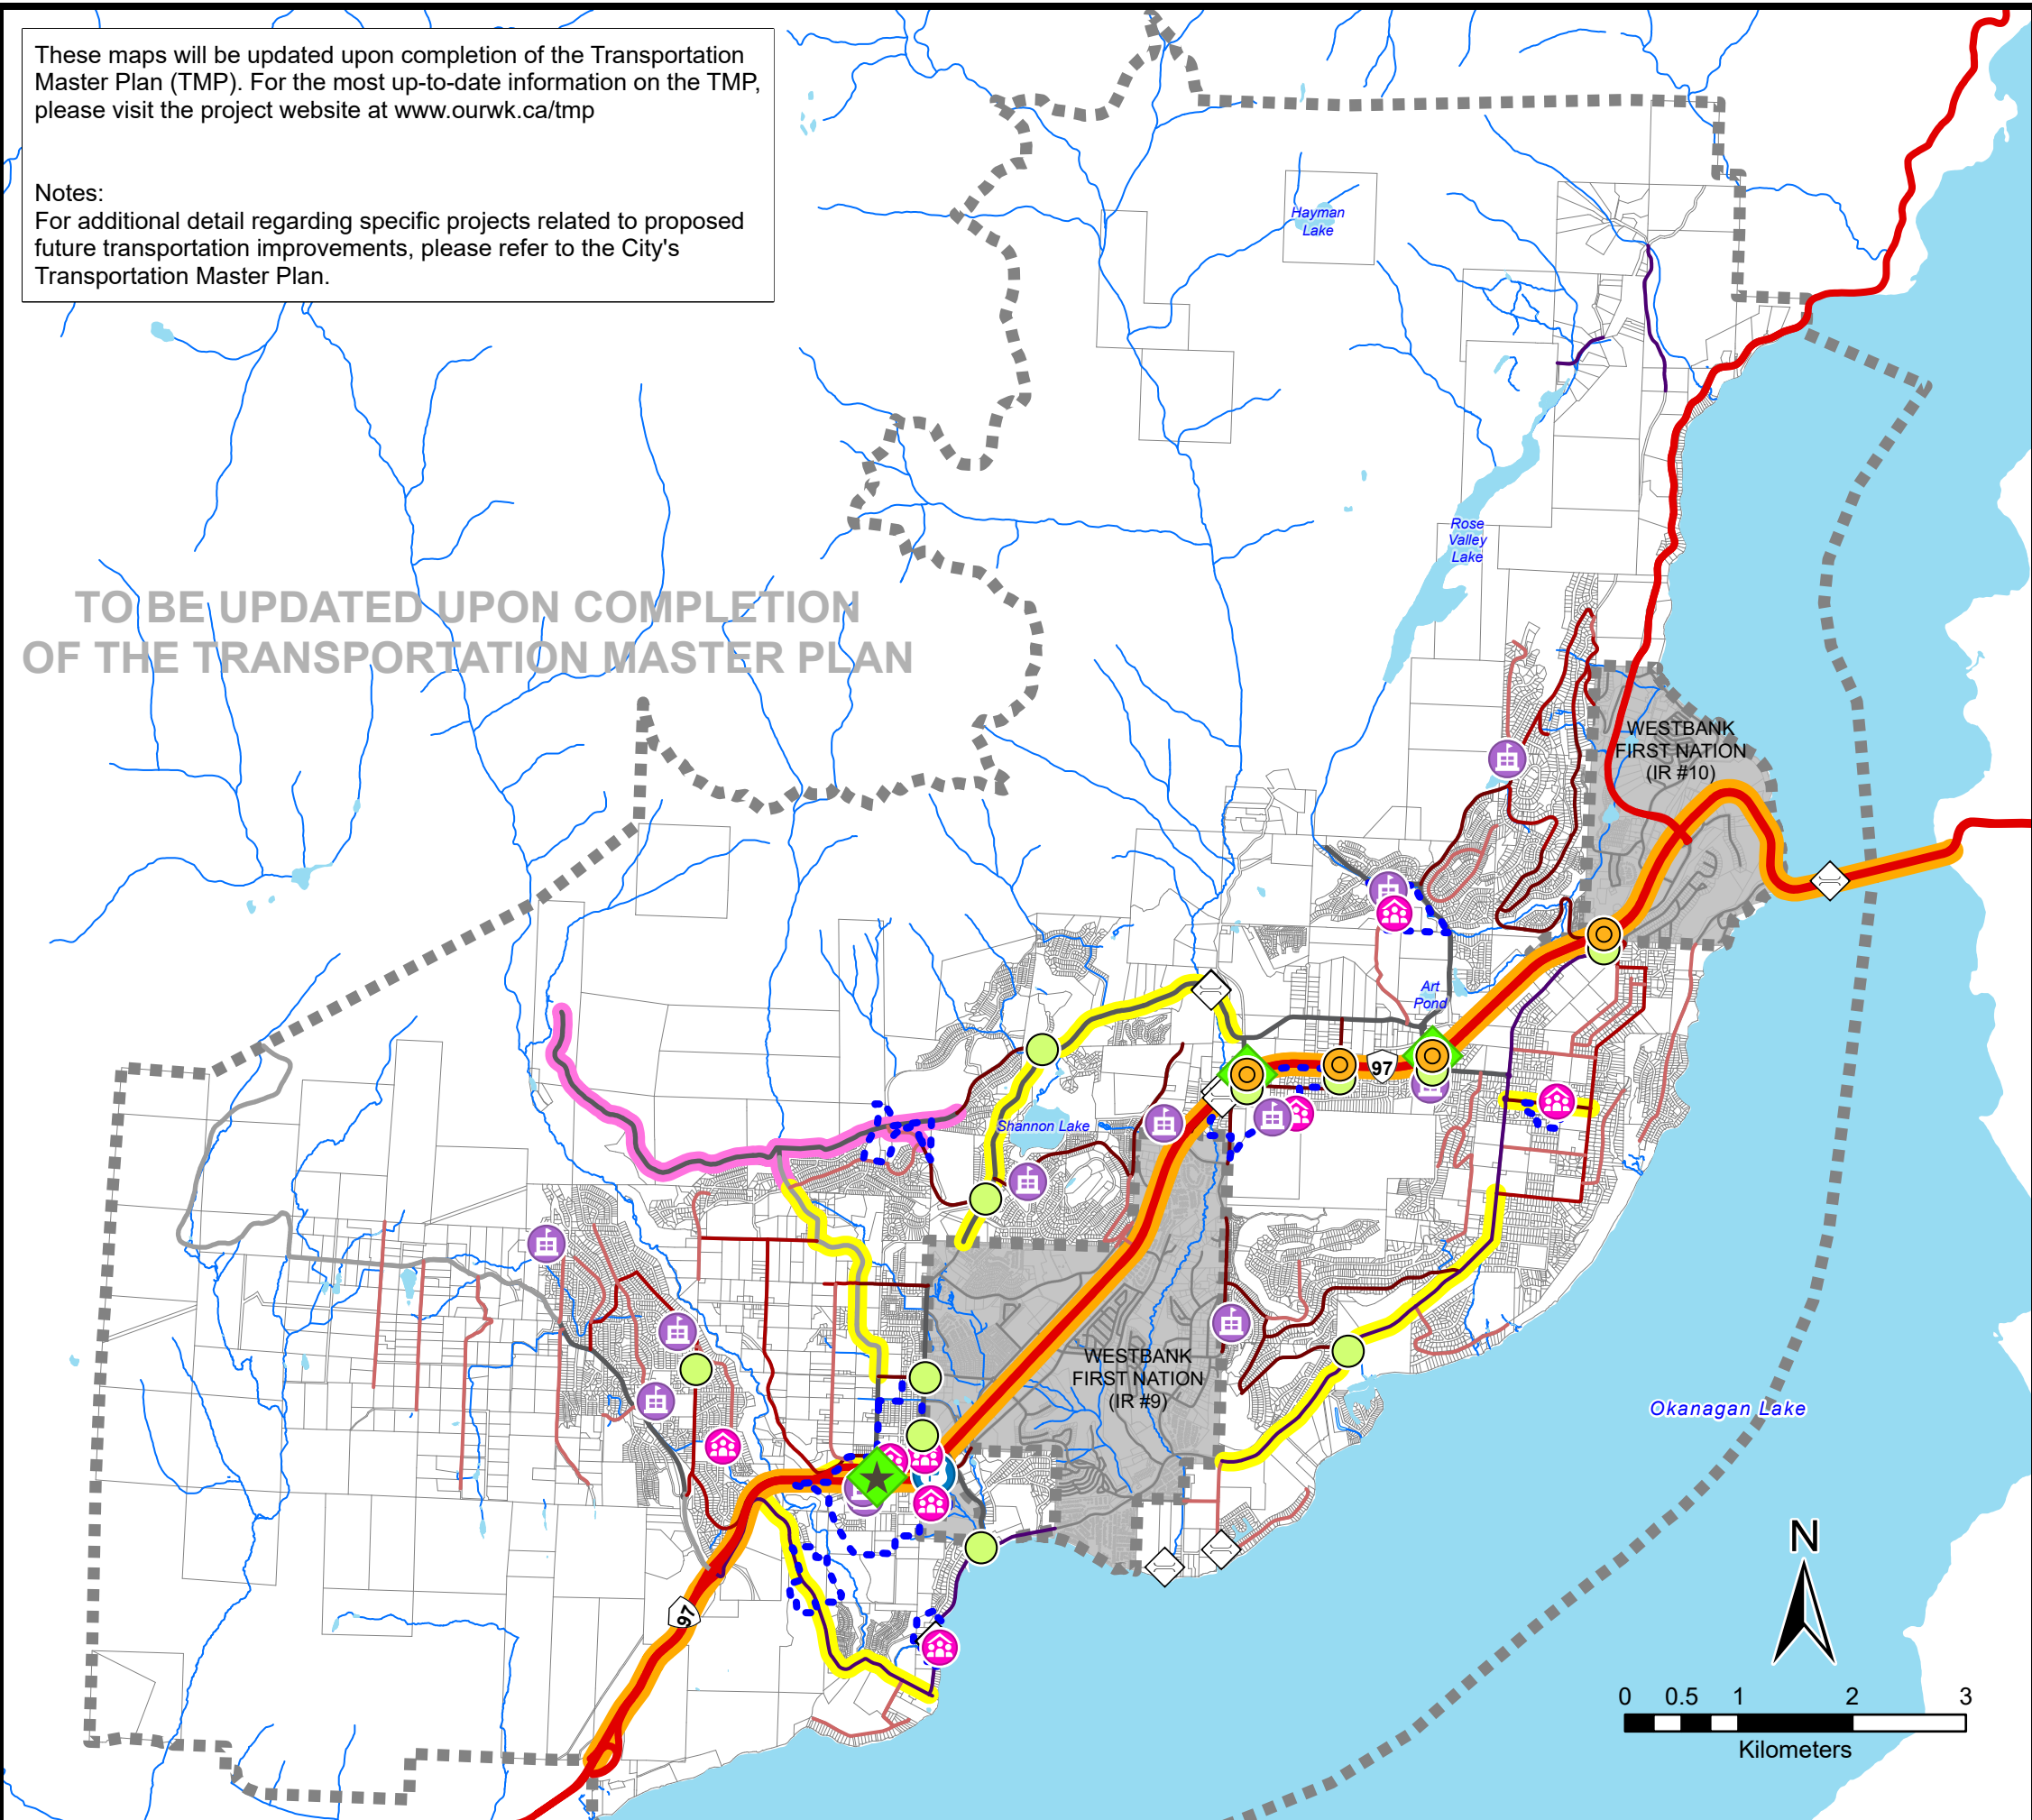 These maps will be updated upon completion of the Transportation
Master Plan (TMP). For the most up-to-date information on the TMP,
please visit the project website at www.ourwk.ca/tmp
Notes:
For additional detail regarding specific projects related to proposed
future transportation improvements, please refer to the City's
Transportation Master Plan.
Hayman
Lake
Rose
Valley
Lake
TO BE UPDATED UPON COMPLETION
OF THE TRANSPORTATION MASTER PLAN
WESTBANK
FIRST NATION
(IR #10)
Art
Pond
97
Shannon Lake
WESTBANK
FIRST NATION
(IR #9)
Okanagan Lake
97
N
0 0.5 1 2 3
Kilometers